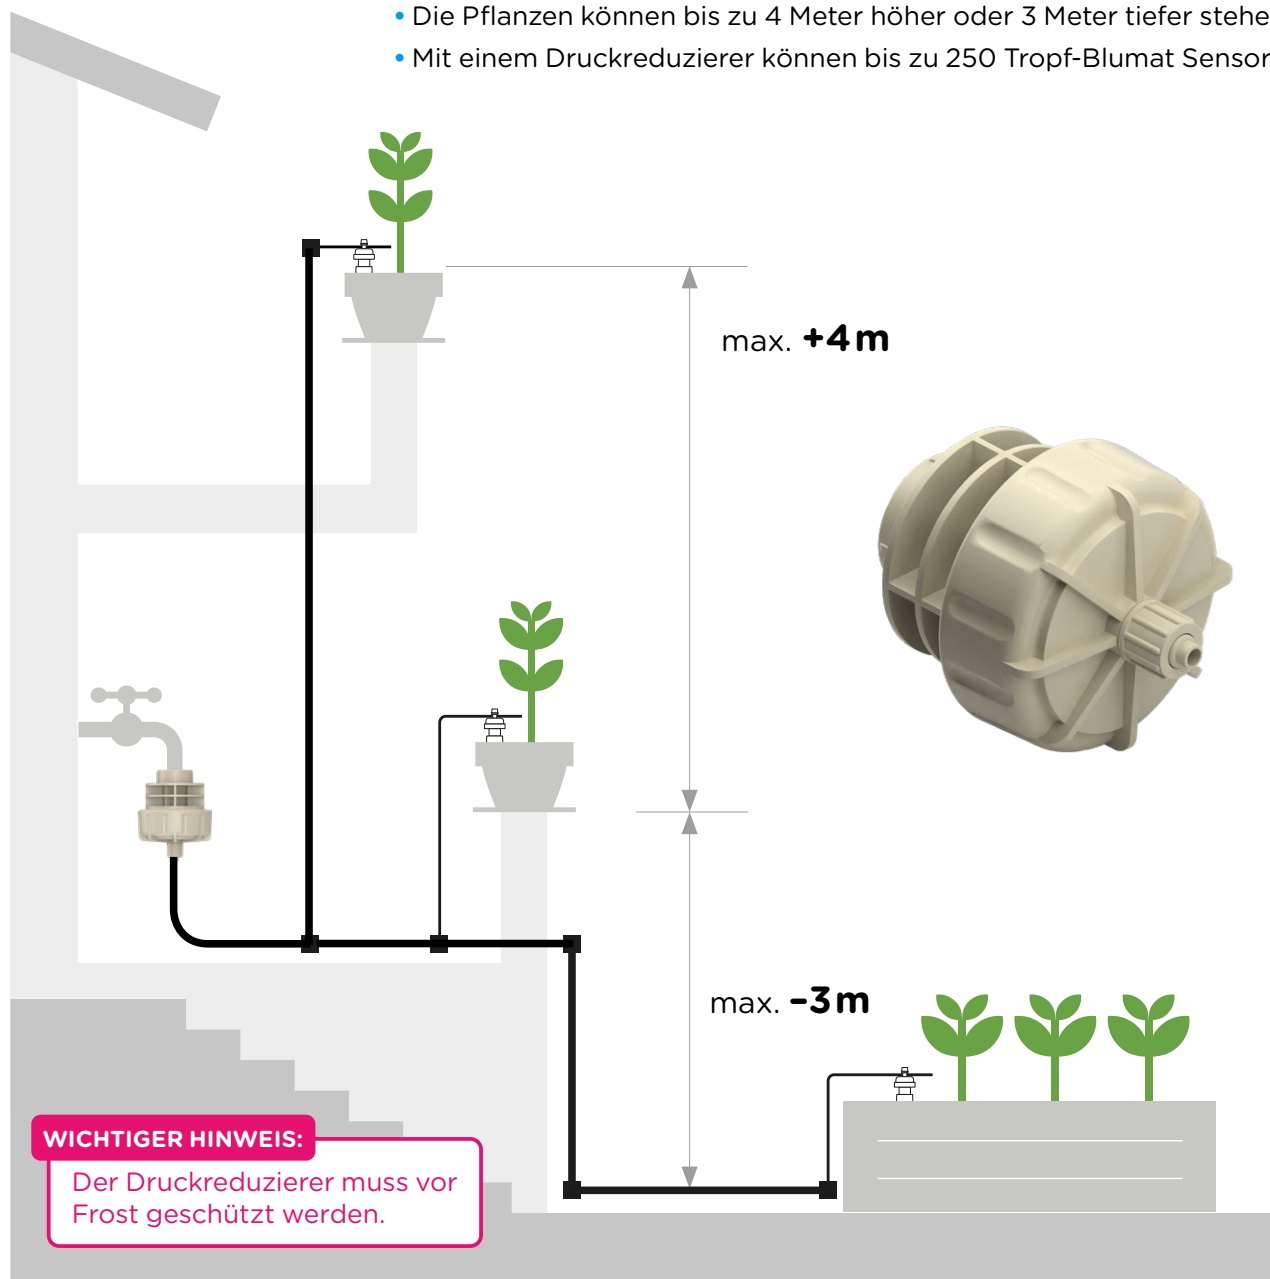 • Die Pflanzen können bis zu 4 Meter höher oder 3 Meter tiefer stehe
• Mit einem Druckreduzierer können bis zu 250 Tropf-Blumat Sensor
max. +4m
max. -3m
WICHTIGER HINWEIS:
Der Druckreduzierer muss vor
Frost geschützt werden.